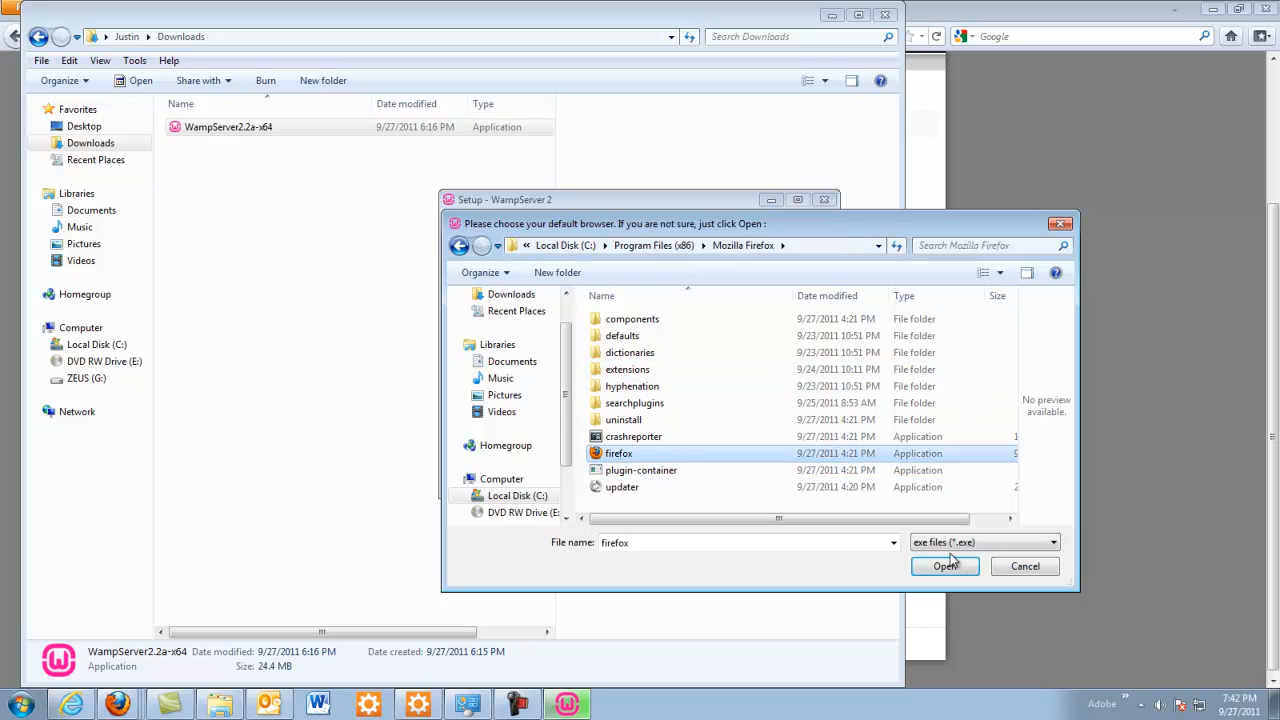 Justin ▸ Downloads
Search Downloads
Google
File Edit View Tools Help
Organize Open Share with Burn New folder
Name Date modified Type
WampServer2.2a-x64 9/27/2011 6:16 PM Application
Favorites
Desktop
Downloads
Recent Places
Libraries
Documents
Music
Pictures
Videos
Homegroup
Computer
Local Disk (C:)
DVD RW Drive (E:)
ZEUS (G:)
Network
Setup - WampServer 2
Please choose your default browser. If you are not sure, just click Open :
« Local Disk (C:) ▸ Program Files (x86) ▸ Mozilla Firefox ▸
Search Mozilla Firefox
Organize New folder
Downloads
Recent Places
Libraries
Documents
Music
Pictures
Videos
Homegroup
Computer
Local Disk (C:)
DVD RW Drive (E:
Name Date modified Type Size
components 9/27/2011 4:21 PM File folder
defaults 9/23/2011 10:51 PM File folder
dictionaries 9/23/2011 10:51 PM File folder
extensions 9/24/2011 10:11 PM File folder
hyphenation 9/23/2011 10:51 PM File folder
searchplugins 9/25/2011 8:53 AM File folder
uninstall 9/27/2011 4:21 PM File folder
crashreporter 9/27/2011 4:21 PM Application 1
firefox 9/27/2011 4:21 PM Application 9
plugin-container 9/27/2011 4:21 PM Application
updater 9/27/2011 4:20 PM Application 2
No preview
available.
File name: firefox
exe files (*.exe)
Open Cancel
WampServer2.2a-x64 Date modified: 9/27/2011 6:16 PM Date created: 9/27/2011 6:15 PM
Application Size: 24.4 MB
Adobe »
7:42 PM
9/27/2011